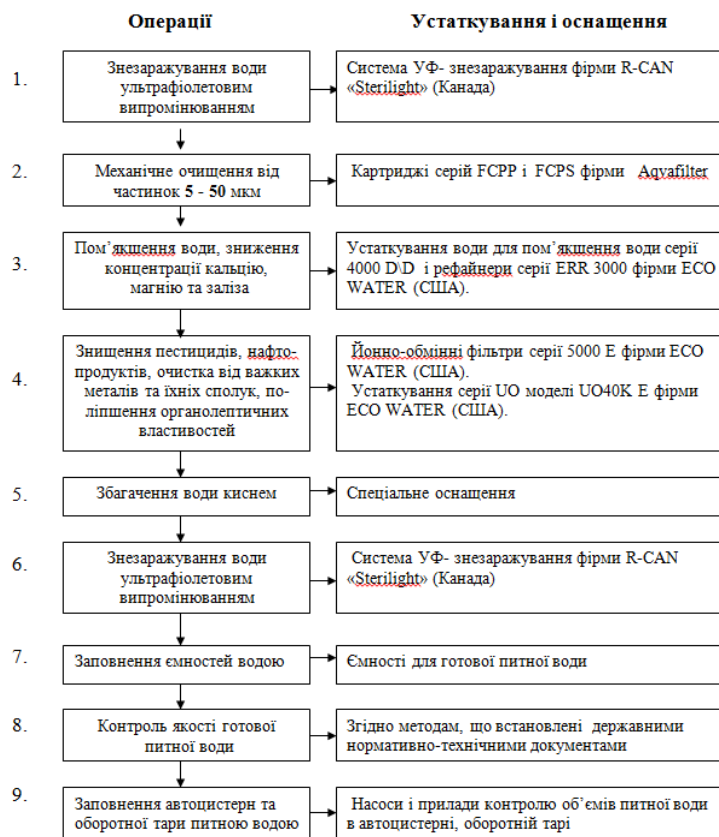 Операції
Устаткування і оснащення
1.
Знезаражування води
ультрафіолетовим
випромінюванням
Система УФ- знезаражування фірми R-CAN
«Sterilight» (Канада)
2.
Механічне очищення від
частинок 5 - 50 мкм
Картриджі серій FCPP і FCPS фірми Aqvafilter
3.
Пом’якшення води, зниження
концентрації кальцію,
магнію та заліза
Устаткування води для пом’якшення води серії
4000 D\D і рефайнери серії ERR 3000 фірми ECO
WATER (США).
4.
Знищення пестицидів, нафто-
продуктів, очистка від важких
металів та їхніх сполук, по-
ліпшення органолептичних
властивостей
Йонно-обмінні фільтри серії 5000 Е фірми ECO
WATER (США).
Устаткування серії UO моделі UO40K E фірми
ECO WATER (США).
5.
Збагачення води киснем
Спеціальне оснащення
6.
Знезаражування води
ультрафіолетовим
випромінюванням
Система УФ- знезаражування фірми R-CAN
«Sterilight» (Канада)
7.
Заповнення ємностей водою
Ємності для готової питної води
8.
Контроль якості готової
питної води
Згідно методам, що встановлені державними
нормативно-технічними документами
9.
Заповнення автоцистерн та
оборотної тари питною водою
Насоси і прилади контролю об’ємів питної води
в автоцистерні, оборотній тарі